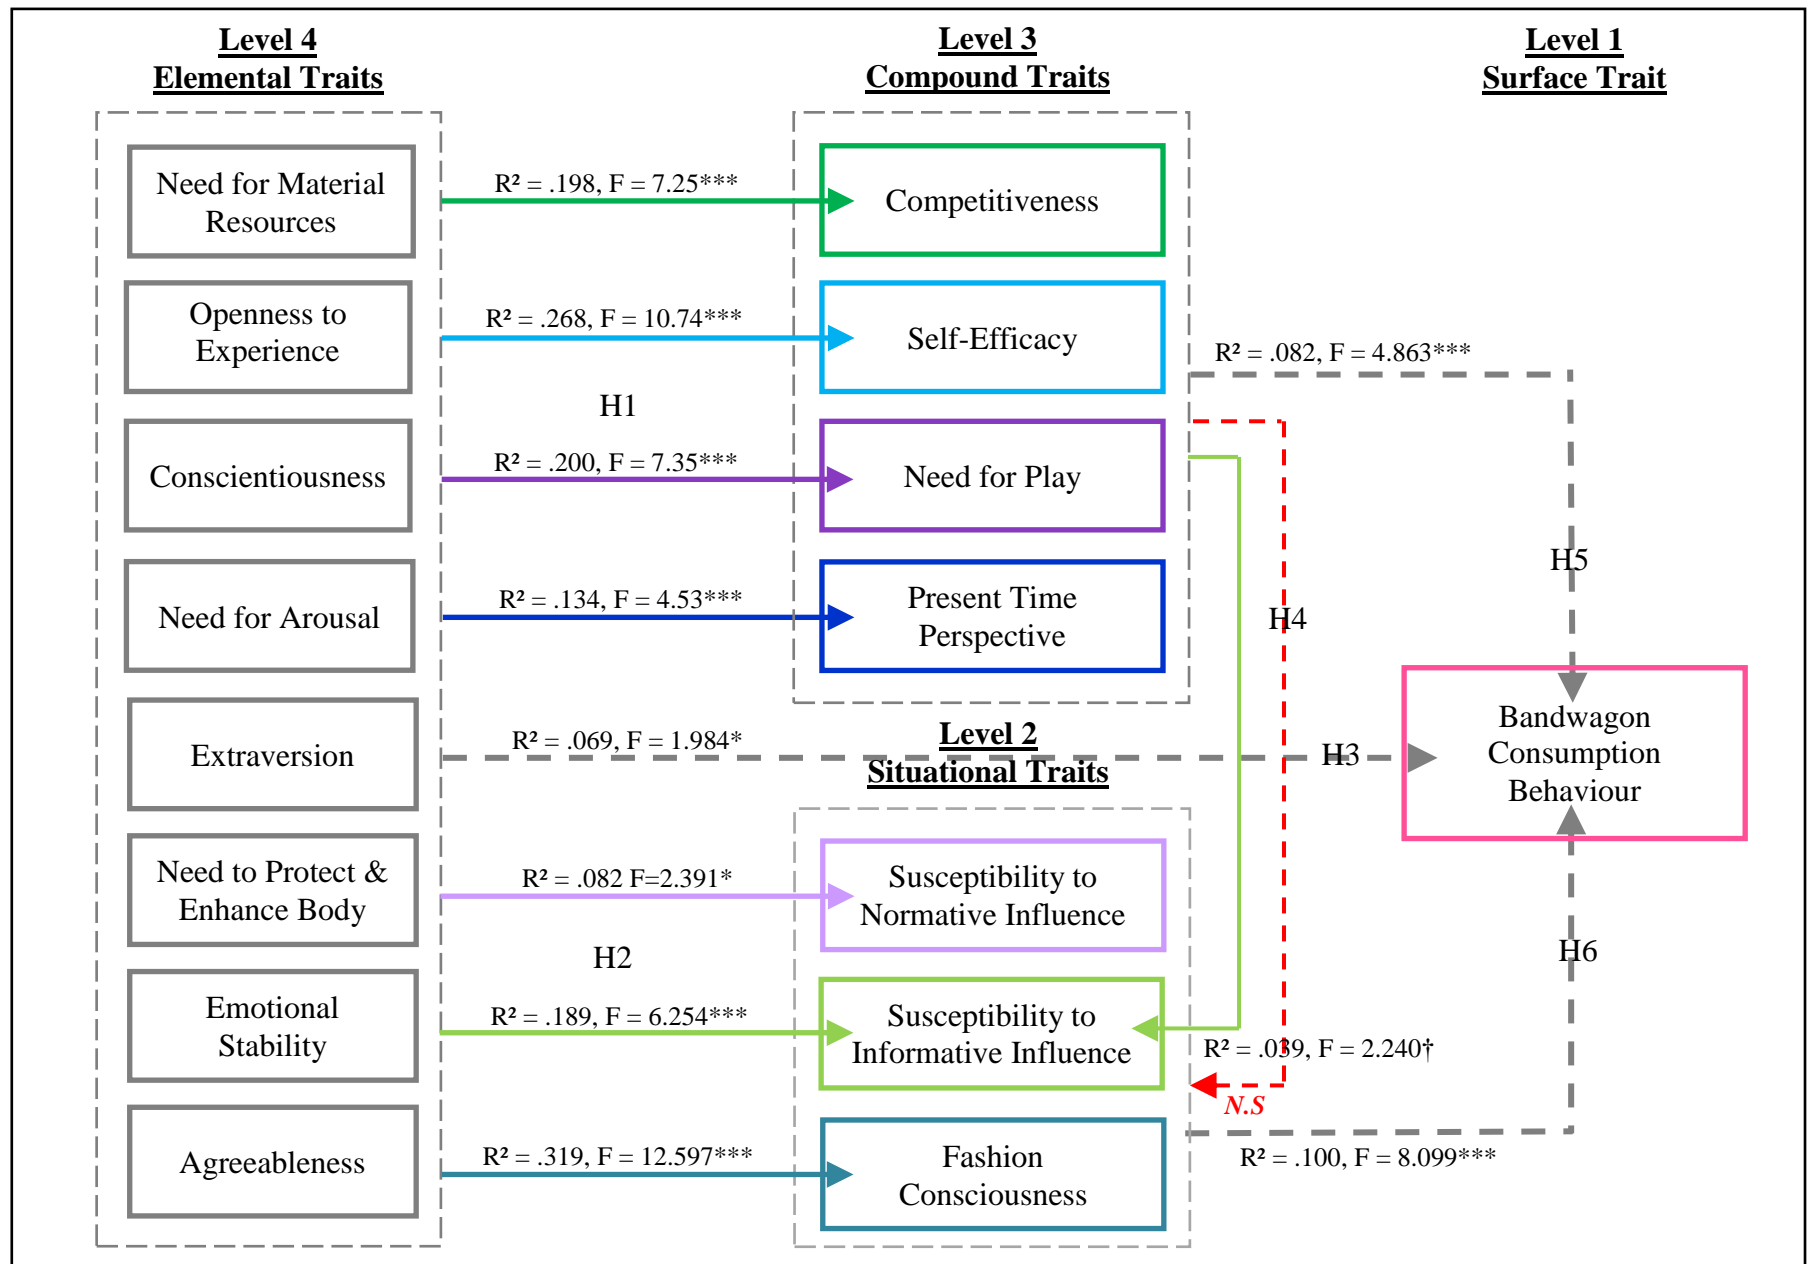 Level 4
Elemental Traits
Level 3
Compound Traits
Level 1
Surface Trait
Need for Material
Resources
R² = .198, F = 7.25***
Competitiveness
Openness to
Experience
R² = .268, F = 10.74***
Self-Efficacy
R² = .082, F = 4.863***
H1
Conscientiousness
R² = .200, F = 7.35***
Need for Play
H5
Need for Arousal
R² = .134, F = 4.53***
Present Time
Perspective
H4
Extraversion
R² = .069, F = 1.984*
Level 2
Situational Traits
H3
Bandwagon
Consumption
Behaviour
Need to Protect &
Enhance Body
R² = .082 F=2.391*
Susceptibility to
Normative Influence
H2
H6
Emotional
Stability
R² = .189, F = 6.254***
Susceptibility to
Informative Influence
R² = .039, F = 2.240†
N.S
Agreeableness
R² = .319, F = 12.597***
Fashion
Consciousness
R² = .100, F = 8.099***